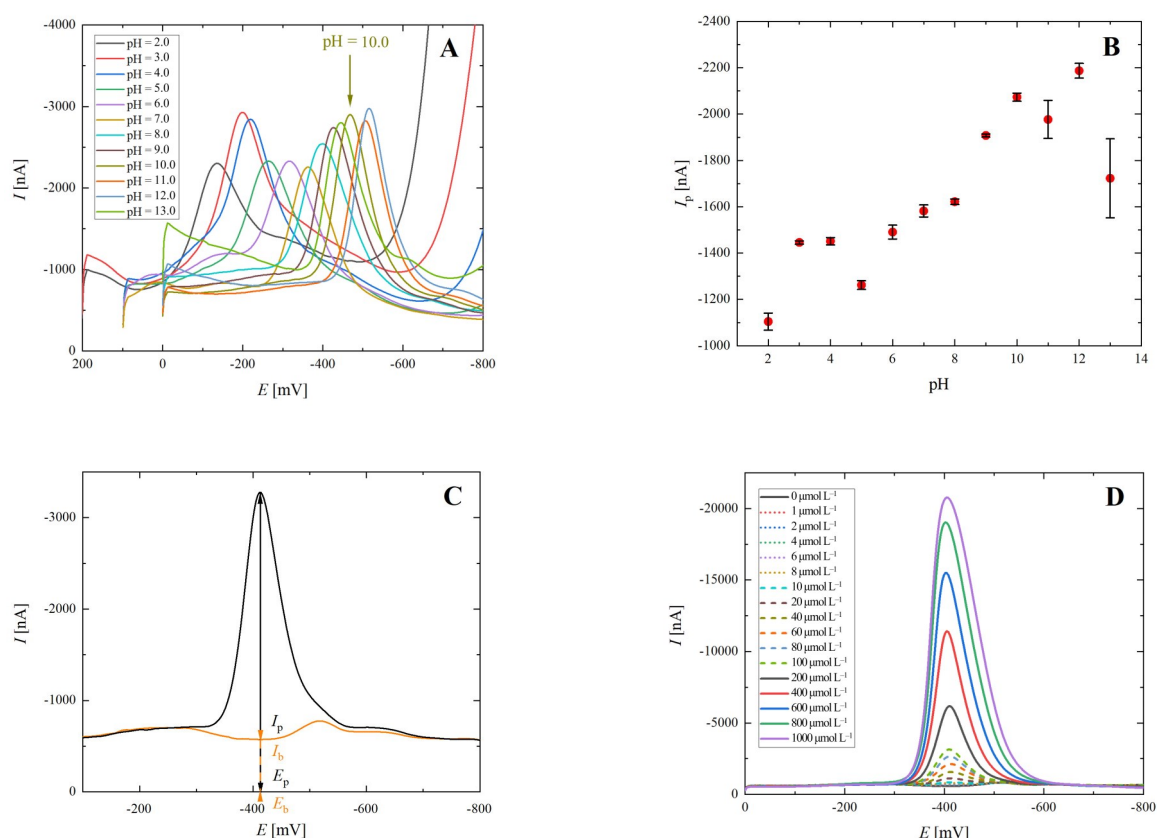 -4000
-3000
-2000
-1000
0
I [nA]
200
0
-200
-400
-600
-800
E [mV]
pH = 2.0
pH = 3.0
pH = 4.0
pH = 5.0
pH = 6.0
pH = 7.0
pH = 8.0
pH = 9.0
pH = 10.0
pH = 11.0
pH = 12.0
pH = 13.0
pH = 10.0
A
-2400
-2200
-2000
-1800
-1600
-1400
-1200
-1000
Iₚ [nA]
2
4
6
8
10
12
14
pH
B
-3000
-2000
-1000
0
I [nA]
-200
-400
-600
-800
E [mV]
C
Iₚ
I_b
Eₚ
E_b
-20000
-15000
-10000
-5000
0
I [nA]
0
-200
-400
-600
-800
E [mV]
0 μmol L⁻¹
1 μmol L⁻¹
2 μmol L⁻¹
4 μmol L⁻¹
6 μmol L⁻¹
8 μmol L⁻¹
10 μmol L⁻¹
20 μmol L⁻¹
40 μmol L⁻¹
60 μmol L⁻¹
80 μmol L⁻¹
100 μmol L⁻¹
200 μmol L⁻¹
400 μmol L⁻¹
600 μmol L⁻¹
800 μmol L⁻¹
1000 μmol L⁻¹
D